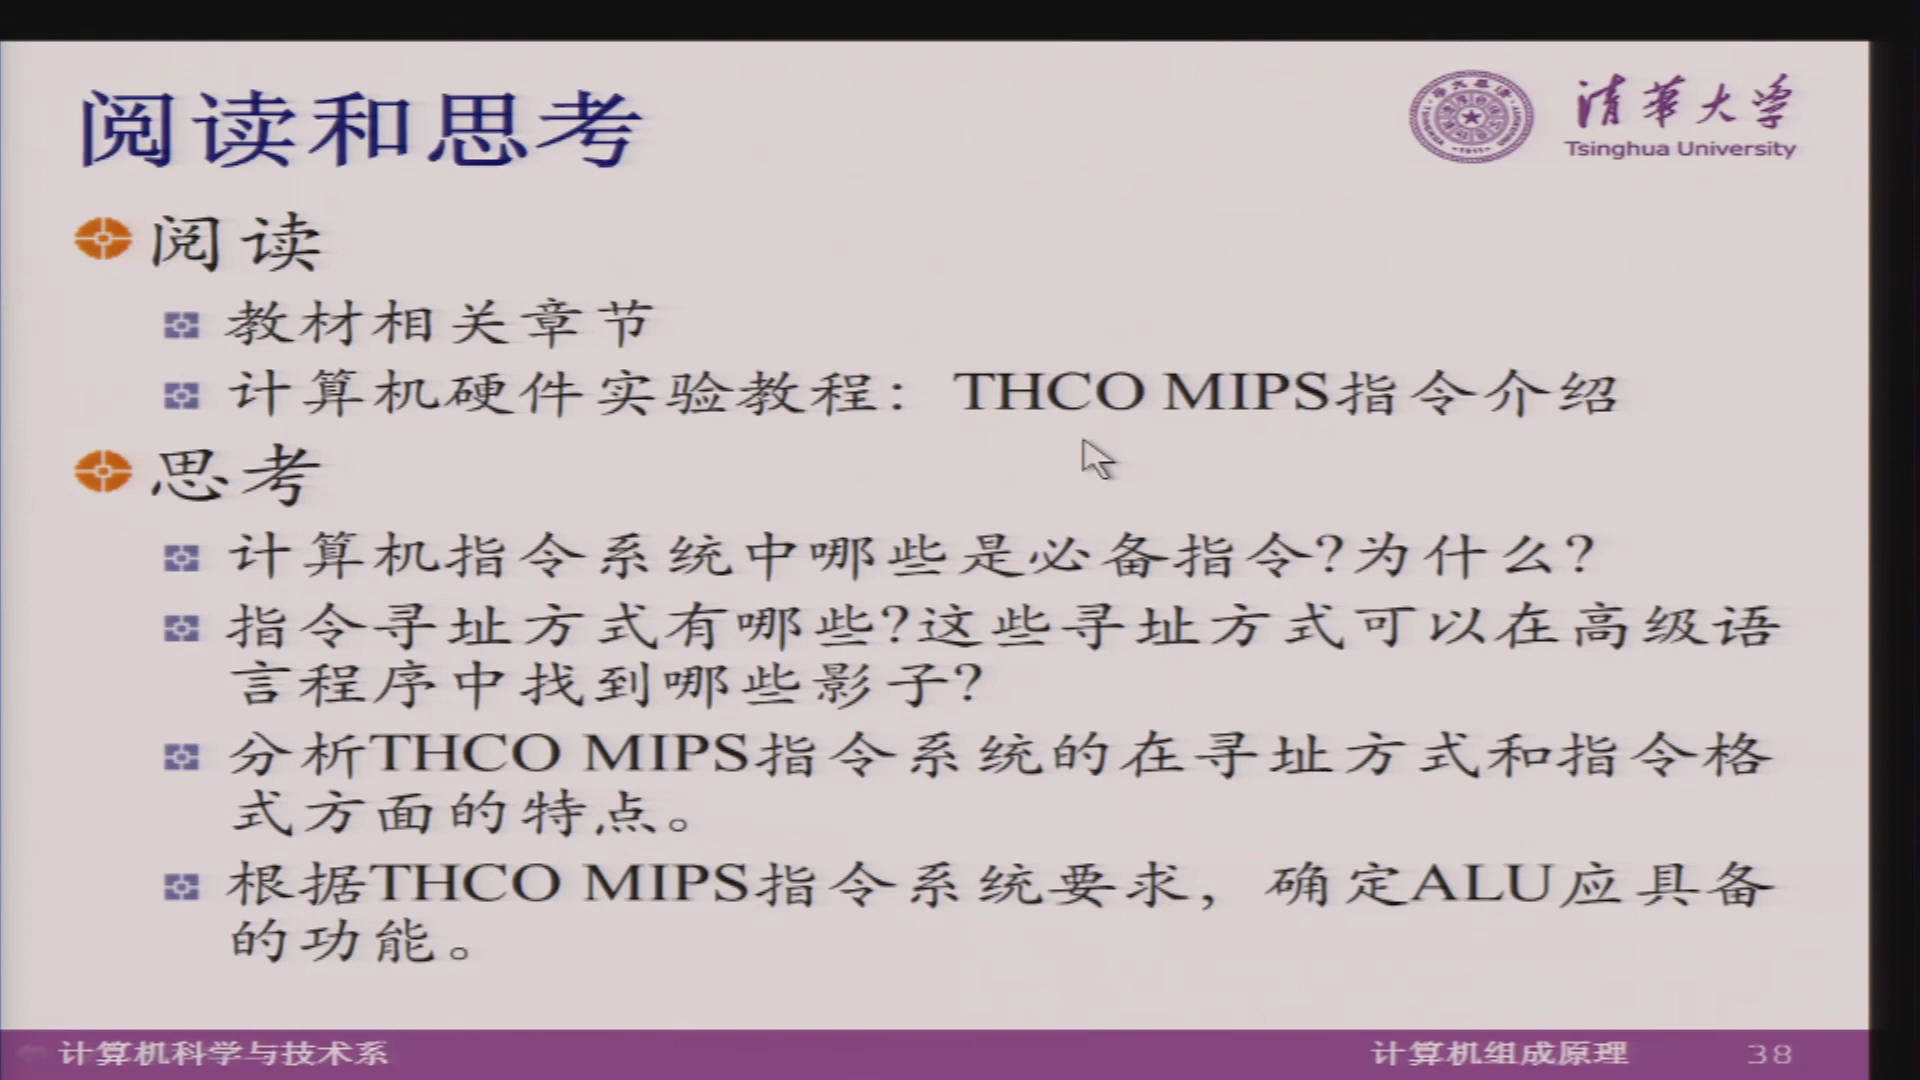 阅读和思考
清华大学
Tsinghua University
阅读
教材相关章节
计算机硬件实验教程： THCO MIPS指令介绍
思考
计算机指令系统中哪些是必备指令?为什么?
指令寻址方式有哪些?这些寻址方式可以在高级语
言程序中找到哪些影子?
分析THCO MIPS指令系统的在寻址方式和指令格
式方面的特点。
根据THCO MIPS指令系统要求，确定ALU应具备
的功能。
计算机科学与技术系
计算机组成原理
38